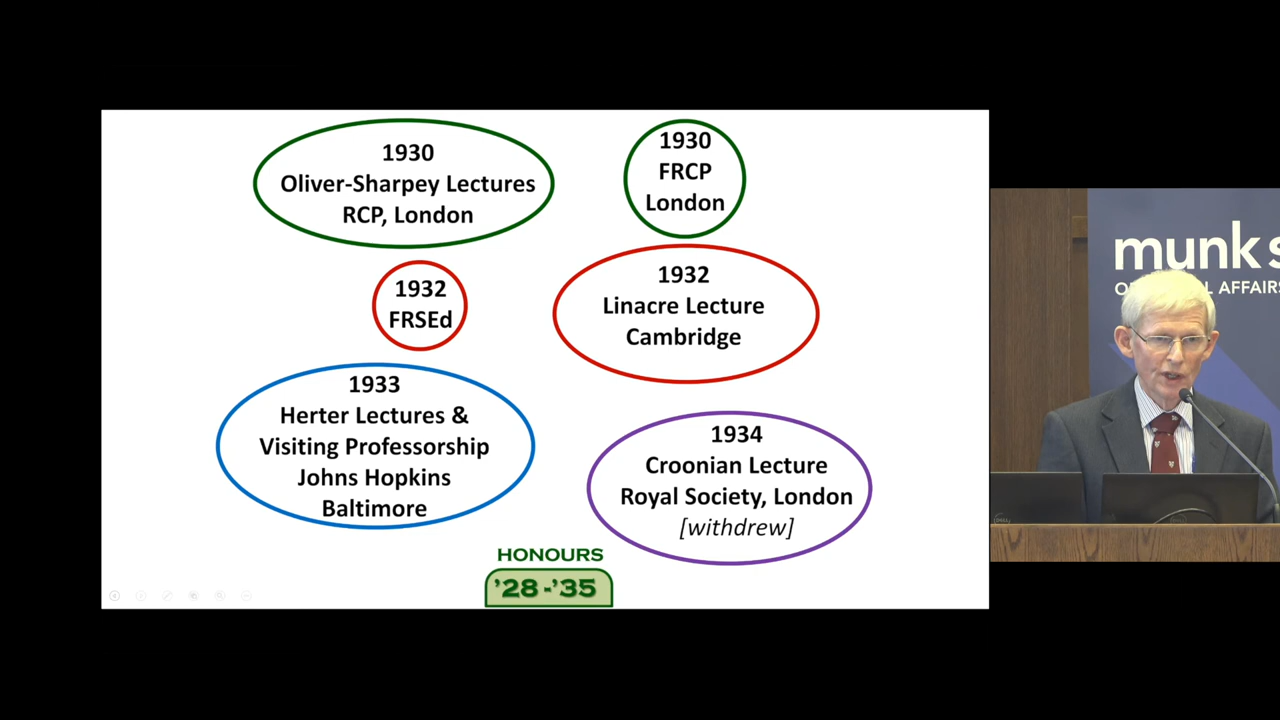 1930
Oliver-Sharpey Lectures
RCP, London
1930
FRCP
London
1932
FRSEd
1932
Linacre Lecture
Cambridge
1933
Herter Lectures &
Visiting Professorship
Johns Hopkins
Baltimore
1934
Croonian Lecture
Royal Society, London
[withdrew]
HONOURS
'28-'35
munk s
AFFAIRS